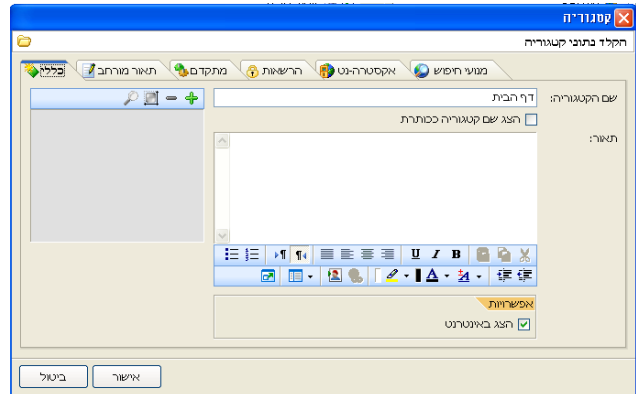 קטגוריה
הקלד נתוני קטגוריה
כללי תאור מורחב מתקדם הרשאות אקסטרה-נט מנועי חיפוש
שם הקטגוריה: דף הבית
הצג שם קטגוריה ככותרת
תאור:
B I U
A
אפשרויות
הצג באינטרנט
אישור ביטול